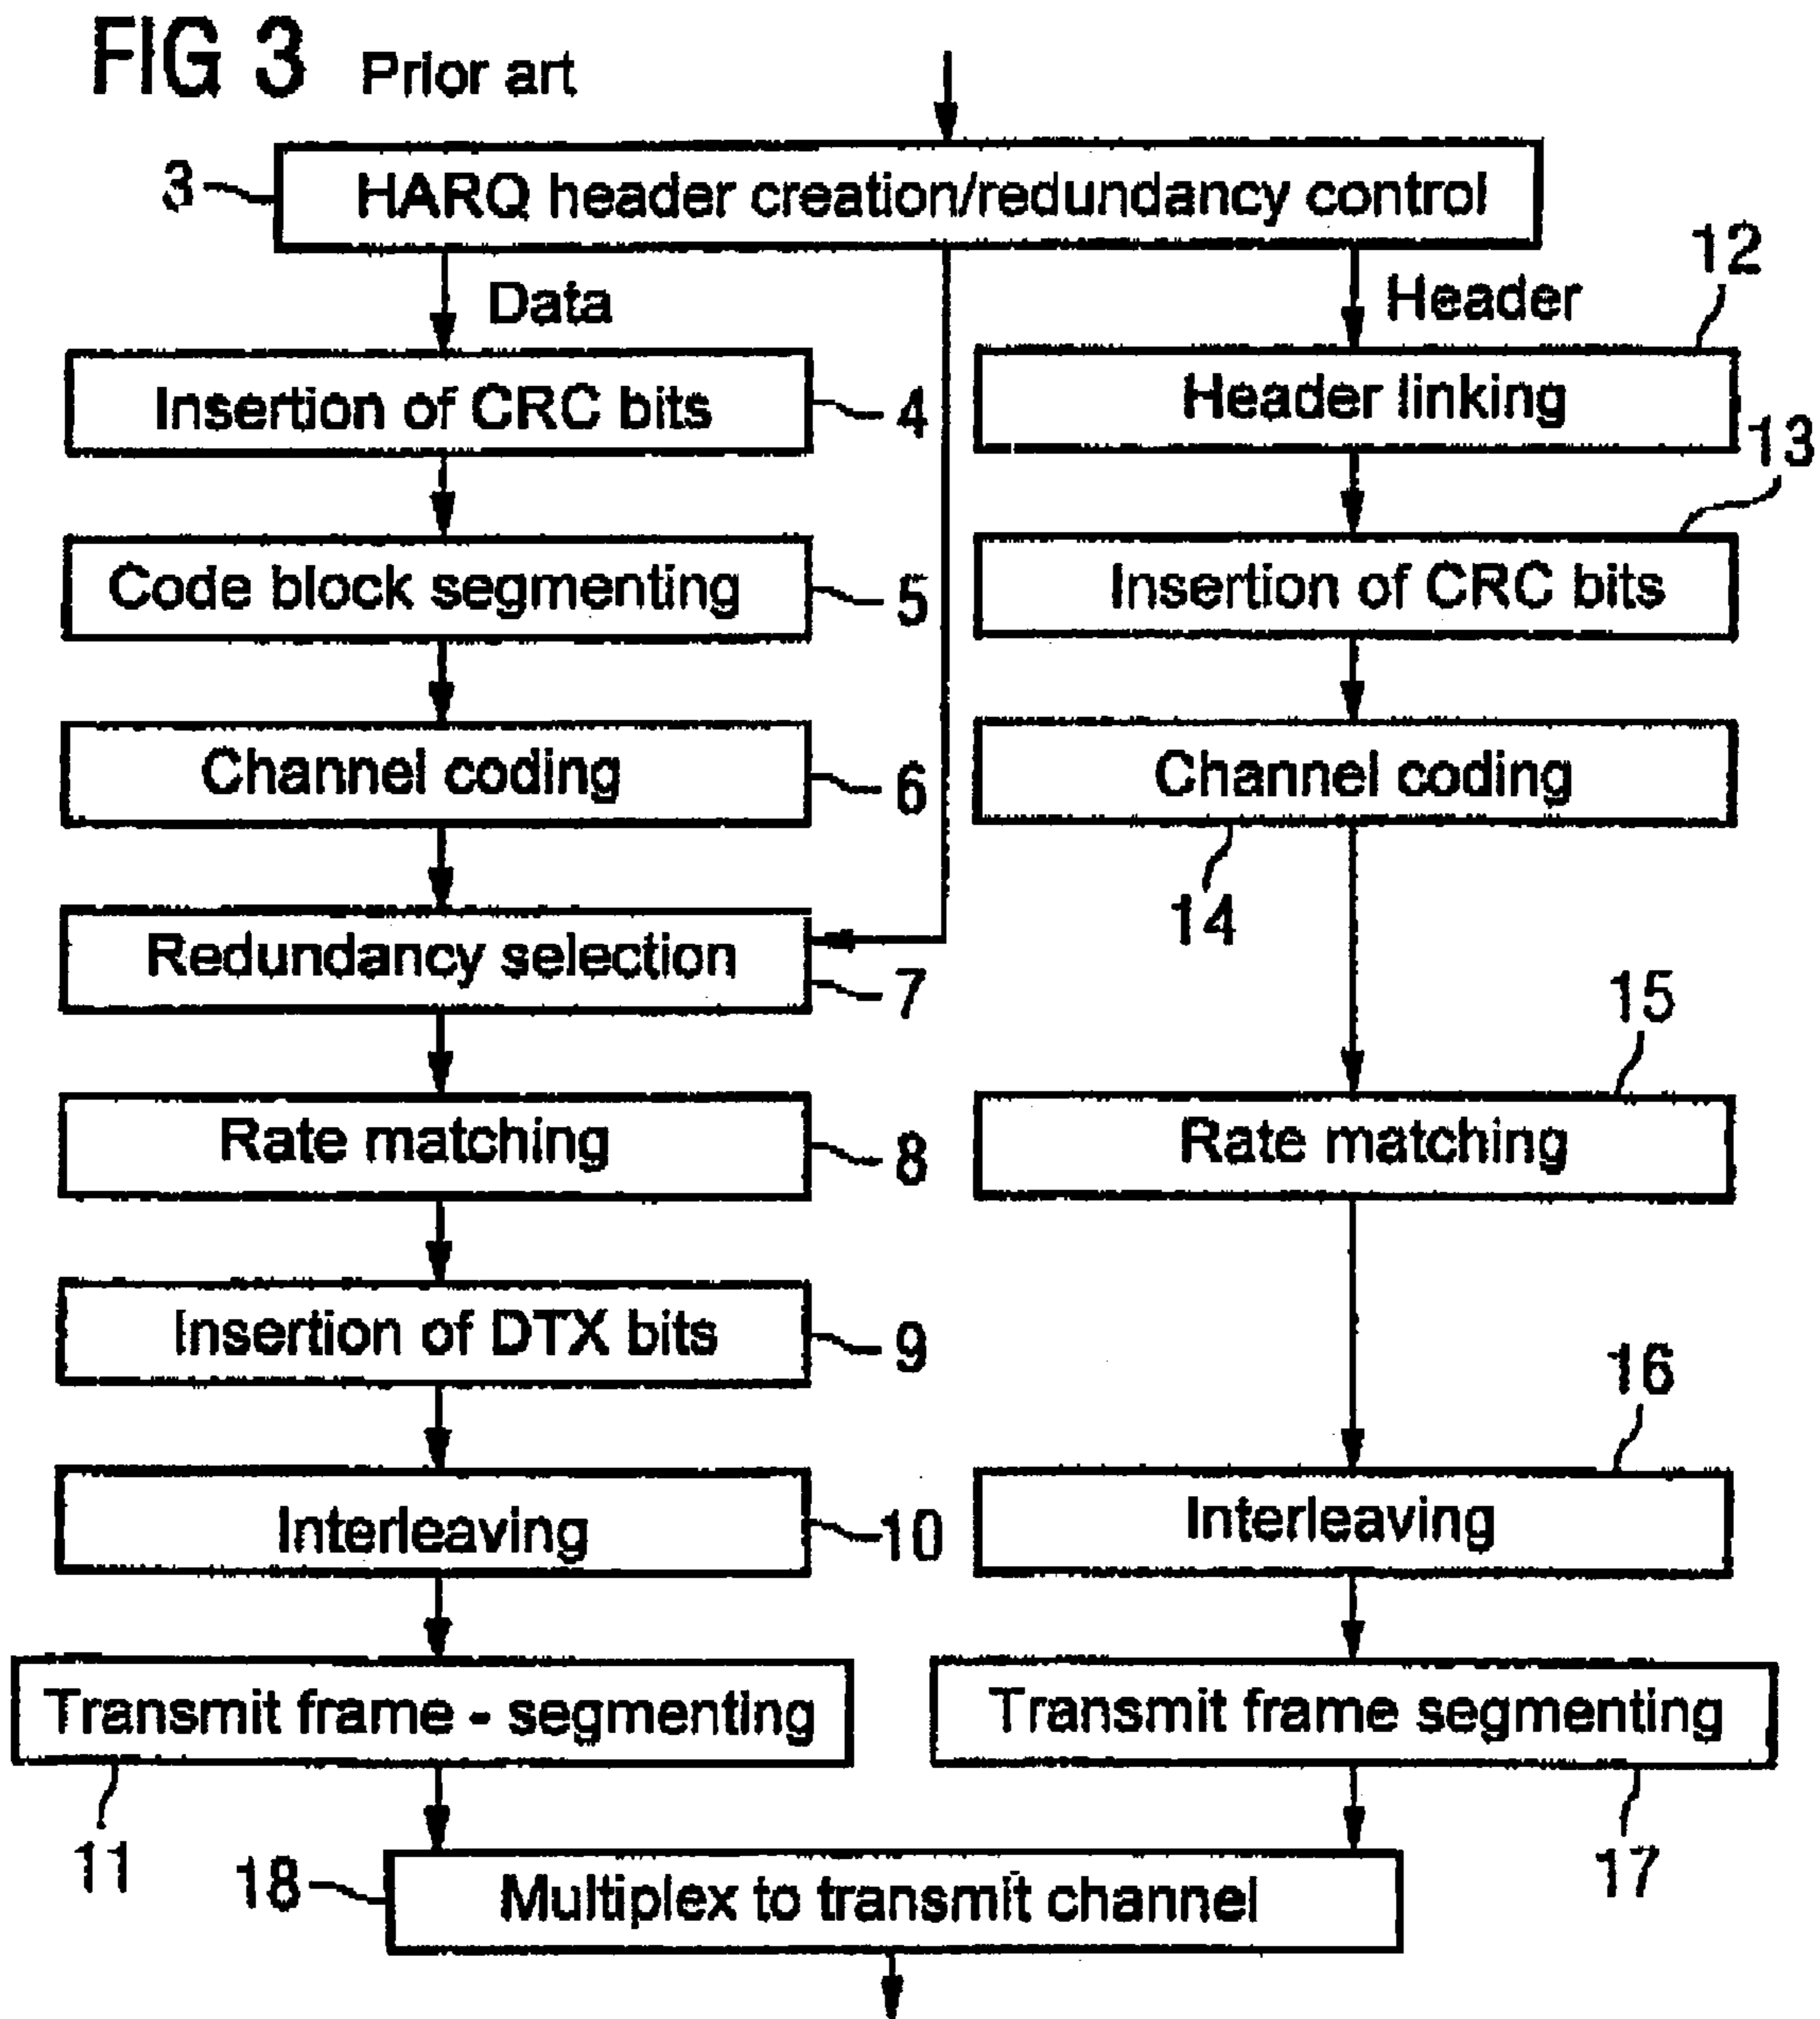 FIG 3 Prior art
3 HARQ header creation/redundancy control
Data
Header
12
Insertion of CRC bits 4
Header linking
13
Code block segmenting 5
Insertion of CRC bits
Channel coding 6
Channel coding
14
Redundancy selection 7
15
Rate matching 8
Rate matching
Insertion of DTX bits 9
16
Interleaving 10
Interleaving
Transmit frame - segmenting
Transmit frame segmenting
11
17
18 Multiplex to transmit channel